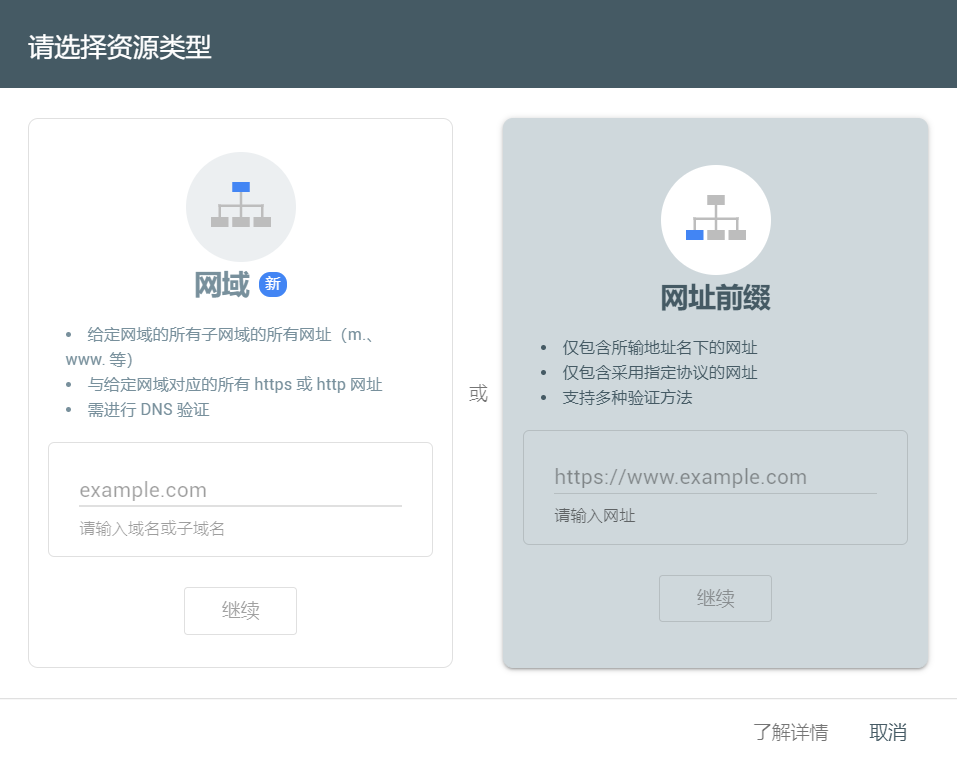 请选择资源类型
网域 新
• 给定网域的所有子网域的所有网址（m.、
www. 等）
• 与给定网域对应的所有 https 或 http 网址
• 需进行 DNS 验证
example.com
请输入域名或子域名
继续
或
网址前缀
• 仅包含所输地址名下的网址
• 仅包含采用指定协议的网址
• 支持多种验证方法
https://www.example.com
请输入网址
继续
了解详情 取消